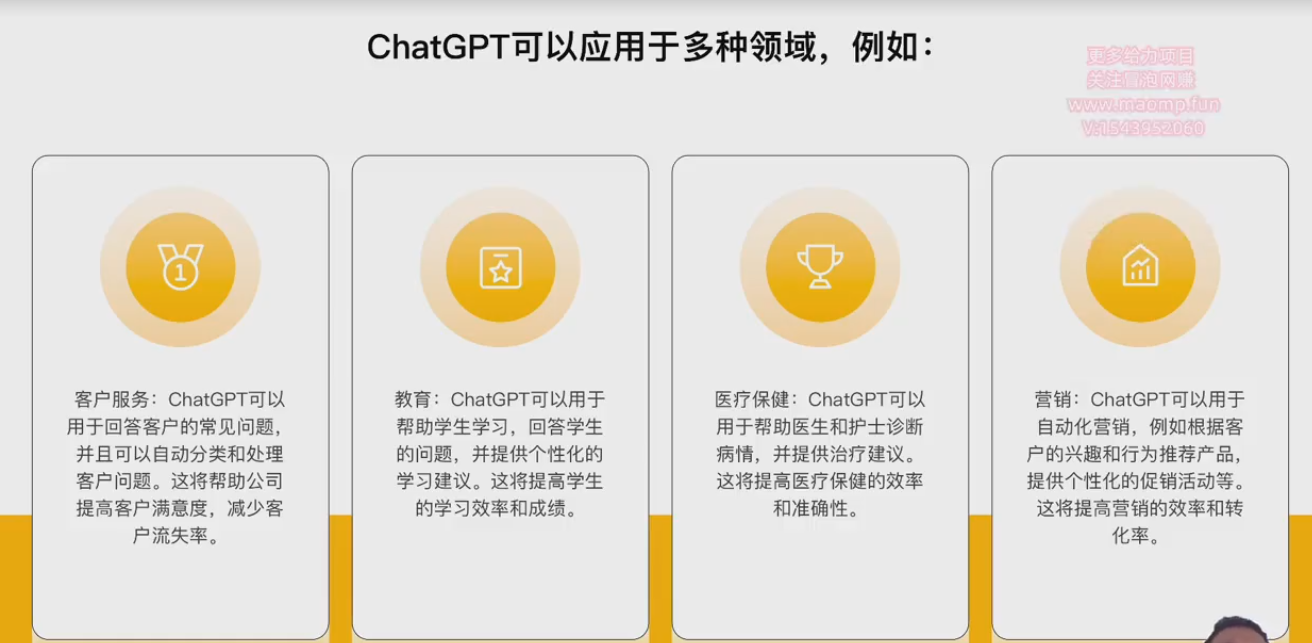 ChatGPT可以应用于多种领域，例如：
更多给力项目
关注冒泡网赚
www.maomp.fun
V:1543952060
1
客户服务：ChatGPT可以
用于回答客户的常见问题，
并且可以自动分类和处理
客户问题。这将帮助公司
提高客户满意度，减少客
户流失率。
教育：ChatGPT可以用于
帮助学生学习，回答学生
的问题，并提供个性化的
学习建议。这将提高学生
的学习效率和成绩。
医疗保健：ChatGPT可以
用于帮助医生和护士诊断
病情，并提供治疗建议。
这将提高医疗保健的效率
和准确性。
营销：ChatGPT可以用于
自动化营销，例如根据客
户的兴趣和行为推荐产品，
提供个性化的促销活动等。
这将提高营销的效率和转
化率。